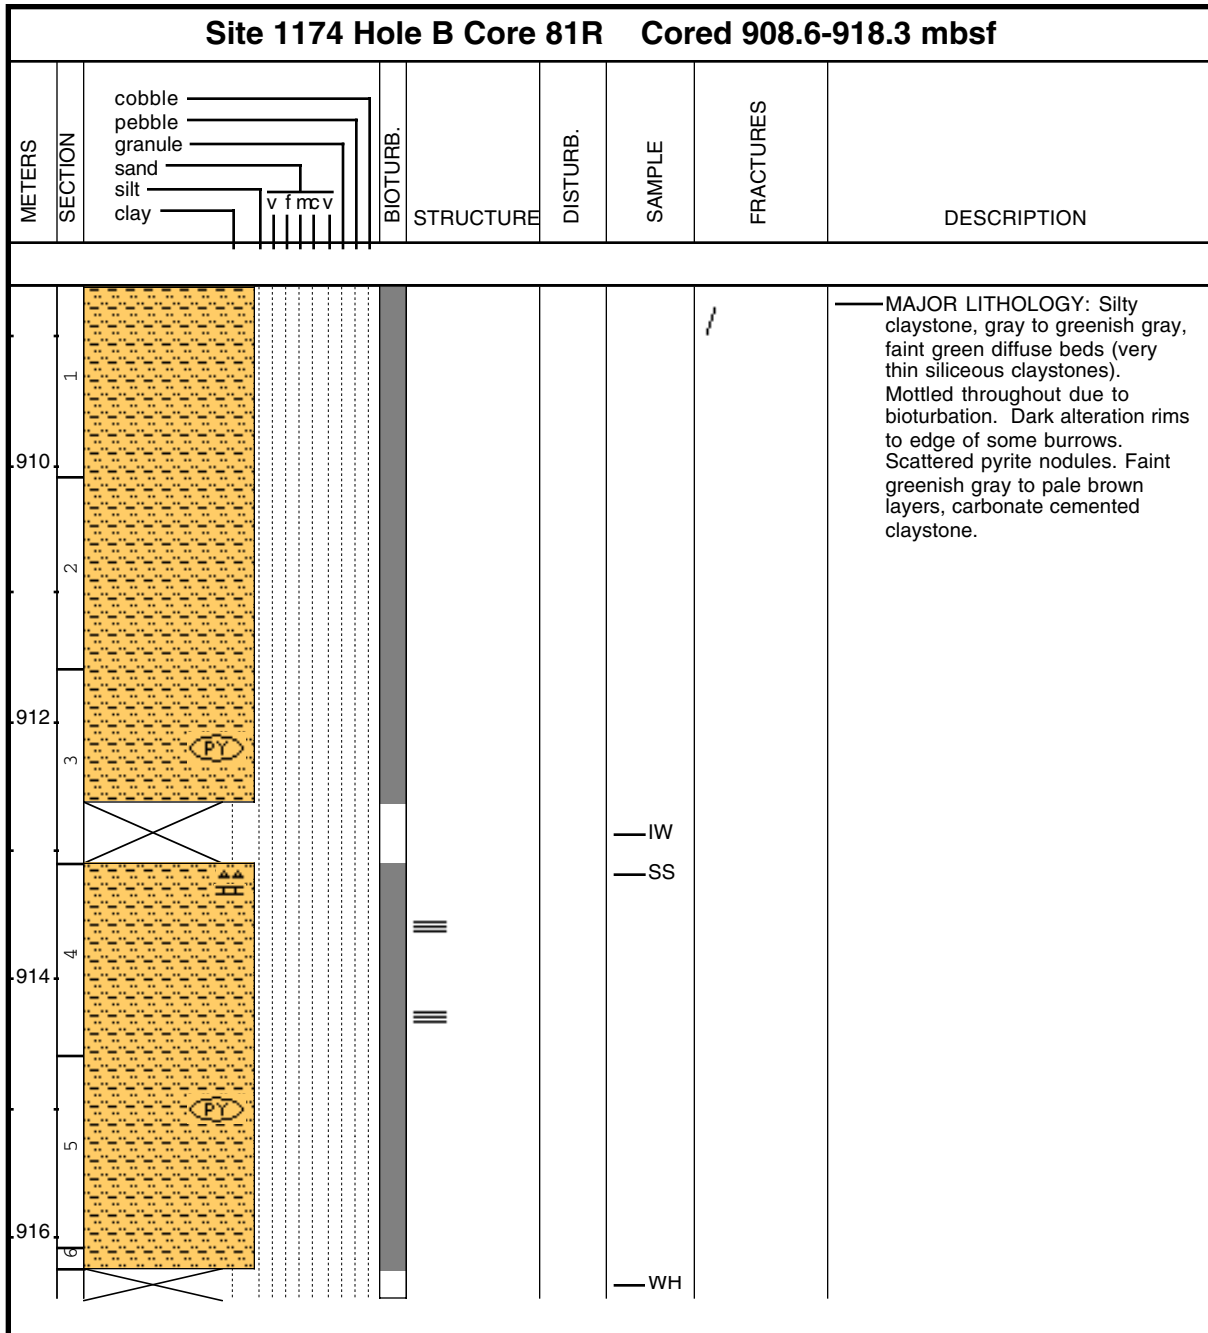 Site 1174 Hole B Core 81R Cored 908.6-918.3 mbsf
METERS
SECTION
cobble
pebble
granule
sand
silt
clay
v f m c v
BIOTURB.
STRUCTURE
DISTURB.
SAMPLE
FRACTURES
DESCRIPTION
MAJOR LITHOLOGY: Silty
claystone, gray to greenish gray,
faint green diffuse beds (very
thin siliceous claystones).
Mottled throughout due to
bioturbation. Dark alteration rims
to edge of some burrows.
Scattered pyrite nodules. Faint
greenish gray to pale brown
layers, carbonate cemented
claystone.
1
910
2
912
3
PY
IW
SS
4
914
PY
5
916
6
WH